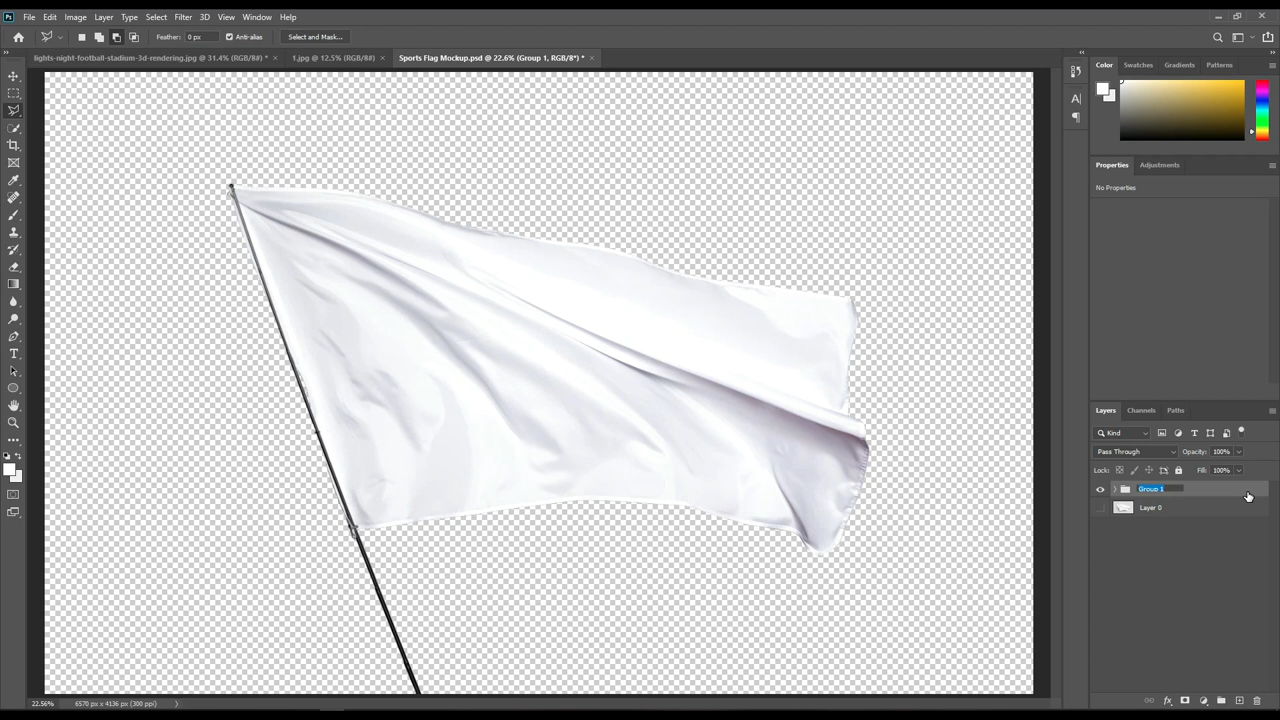 Ps File Edit Image Layer Type Select Filter 3D View Window Help
Feather: 0 px Anti-alias Select and Mask...
lights-night-football-stadium-3d-rendering.jpg @ 31.4% (RGB/8#) * × 1.jpg @ 12.5% (RGB/8#) × Sports Flag Mockup.psd @ 22.6% (Group 1, RGB/8*) * ×
Color Swatches Gradients Patterns
Properties Adjustments
No Properties
Layers Channels Paths
Kind
Pass Through Opacity: 100%
Lock: Fill: 100%
Group 1
Layer 0
22.56% 6570 px x 4136 px (300 ppi)